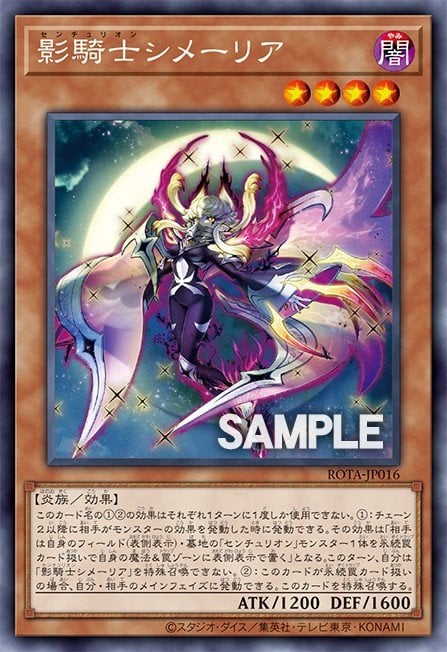 センチュリオン
影騎士シメーリア
やみ
闇
SAMPLE
ROTA-JP016
【炎族／効果】
このカード名の①②の効果はそれぞれ１ターンに１度しか使用できない。①：チェーン
２以降に相手がモンスターの効果を発動した時に発動できる。その効果は「相手
は自身のフィールド（表側表示）・墓地の「センチュリオン」モンスター１体を永続罠
カード扱いで自身の魔法＆罠ゾーンに表側表示で置く」となる。このターン、自分は
「影騎士シメーリア」を特殊召喚できない。②：このカードが永続罠カード扱い
の場合、自分・相手のメインフェイズに発動できる。このカードを特殊召喚する。
ATK/1200 DEF/1600
©スタジオ・ダイス／集英社・テレビ東京・KONAMI